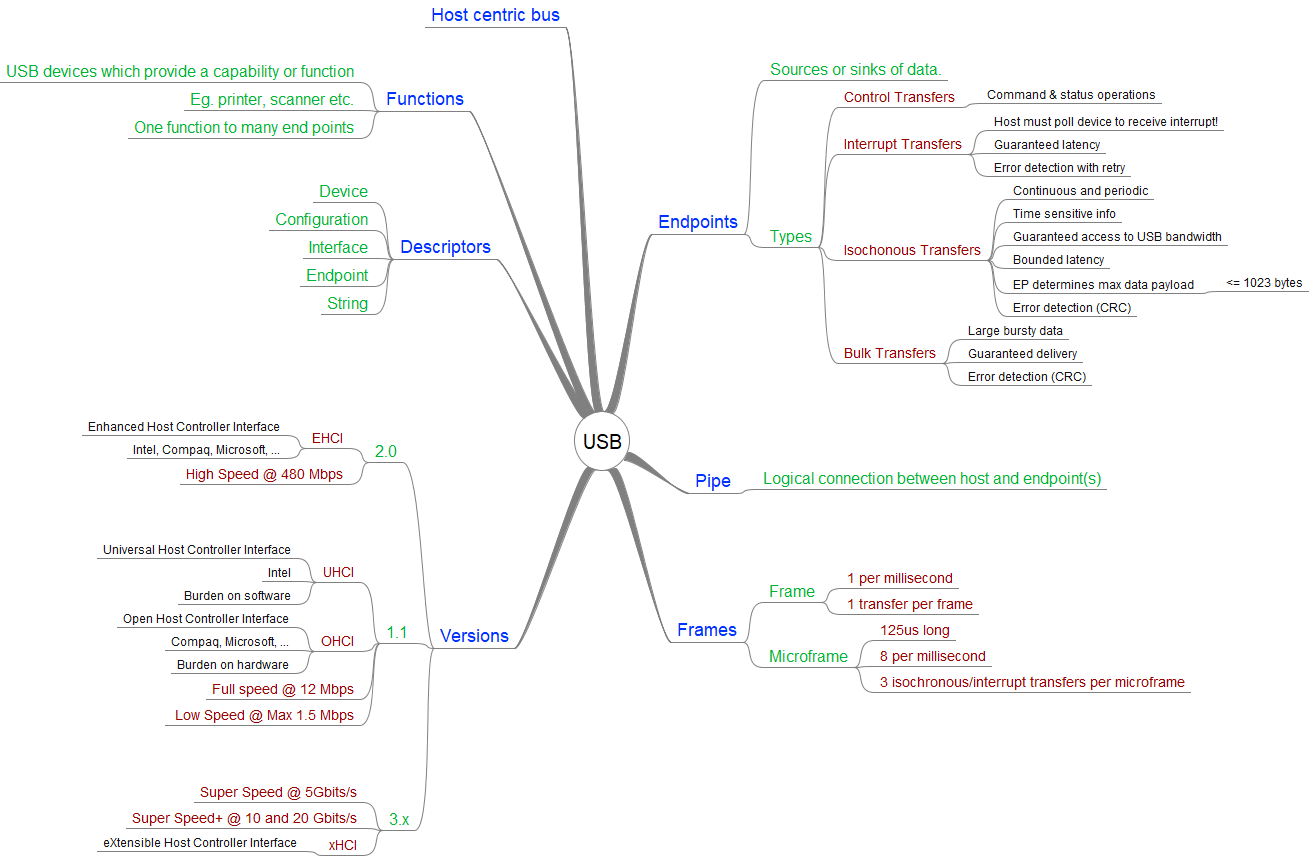 Host centric bus
USB devices which provide a capability or function
Eg. printer, scanner etc.
One function to many end points
Functions
Device
Configuration
Interface
Endpoint
String
Descriptors
Sources or sinks of data.
Control Transfers
Command & status operations
Interrupt Transfers
Host must poll device to receive interrupt!
Guaranteed latency
Error detection with retry
Endpoints
Types
Isochonous Transfers
Continuous and periodic
Time sensitive info
Guaranteed access to USB bandwidth
Bounded latency
EP determines max data payload
<= 1023 bytes
Error detection (CRC)
Bulk Transfers
Large bursty data
Guaranteed delivery
Error detection (CRC)
USB
Pipe
Logical connection between host and endpoint(s)
Frames
Frame
1 per millisecond
1 transfer per frame
Microframe
125us long
8 per millisecond
3 isochronous/interrupt transfers per microframe
Versions
2.0
EHCI
Enhanced Host Controller Interface
Intel, Compaq, Microsoft, ...
High Speed @ 480 Mbps
1.1
UHCI
Universal Host Controller Interface
Intel
Burden on software
OHCI
Open Host Controller Interface
Compaq, Microsoft, ...
Burden on hardware
Full speed @ 12 Mbps
Low Speed @ Max 1.5 Mbps
3.x
Super Speed @ 5Gbits/s
Super Speed+ @ 10 and 20 Gbits/s
xHCI
eXtensible Host Controller Interface